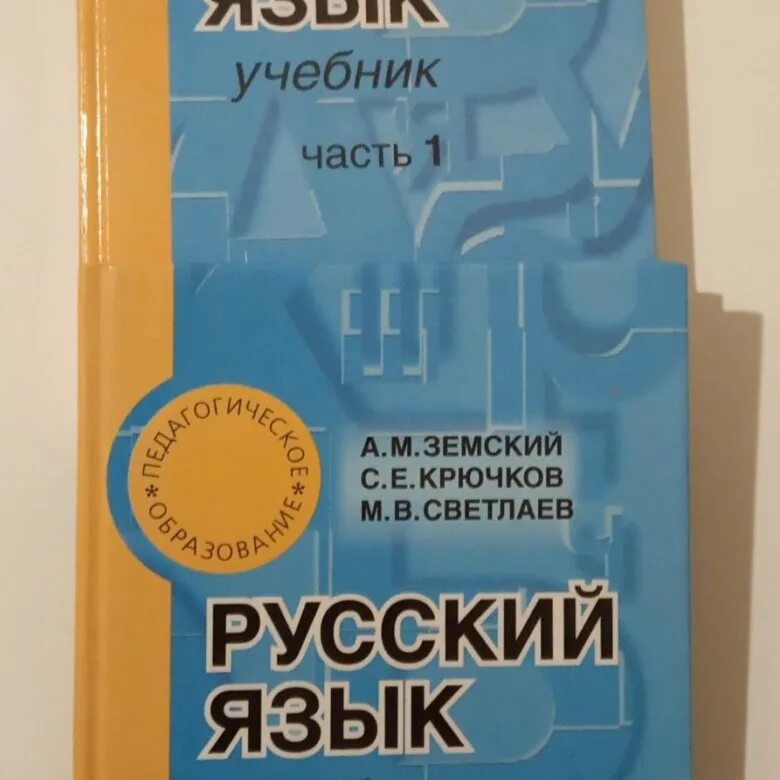 ЯЗЫК
учебник
часть 1
*ПЕДАГОГИЧЕСКОЕ*
ОБРАЗОВАНИЕ
А.М.ЗЕМСКИЙ
С.Е.КРЮЧКОВ
М.В.СВЕТЛАЕВ
РУССКИЙ
ЯЗЫК